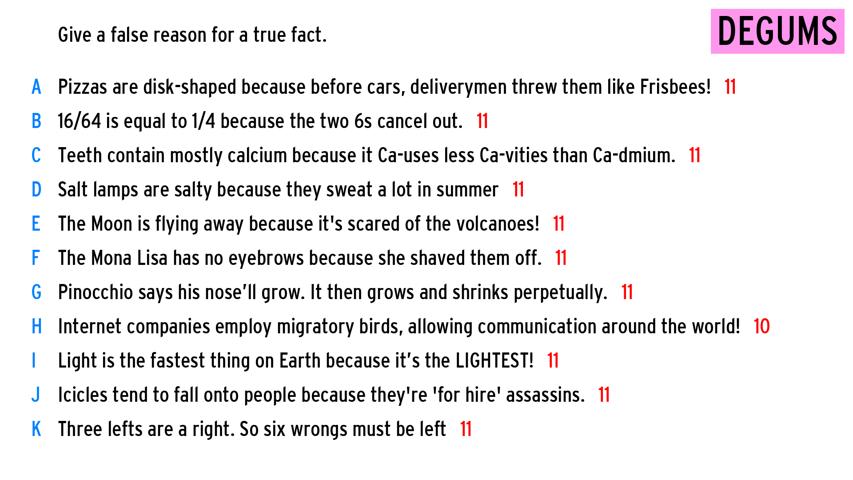 Give a false reason for a true fact.
DEGUMS
A Pizzas are disk-shaped because before cars, deliverymen threw them like Frisbees! 11
B 16/64 is equal to 1/4 because the two 6s cancel out. 11
C Teeth contain mostly calcium because it Ca-uses less Ca-vities than Ca-dmium. 11
D Salt lamps are salty because they sweat a lot in summer 11
E The Moon is flying away because it's scared of the volcanoes! 11
F The Mona Lisa has no eyebrows because she shaved them off. 11
G Pinocchio says his nose’ll grow. It then grows and shrinks perpetually. 11
H Internet companies employ migratory birds, allowing communication around the world! 10
I Light is the fastest thing on Earth because it’s the LIGHTEST! 11
J Icicles tend to fall onto people because they're 'for hire' assassins. 11
K Three lefts are a right. So six wrongs must be left 11